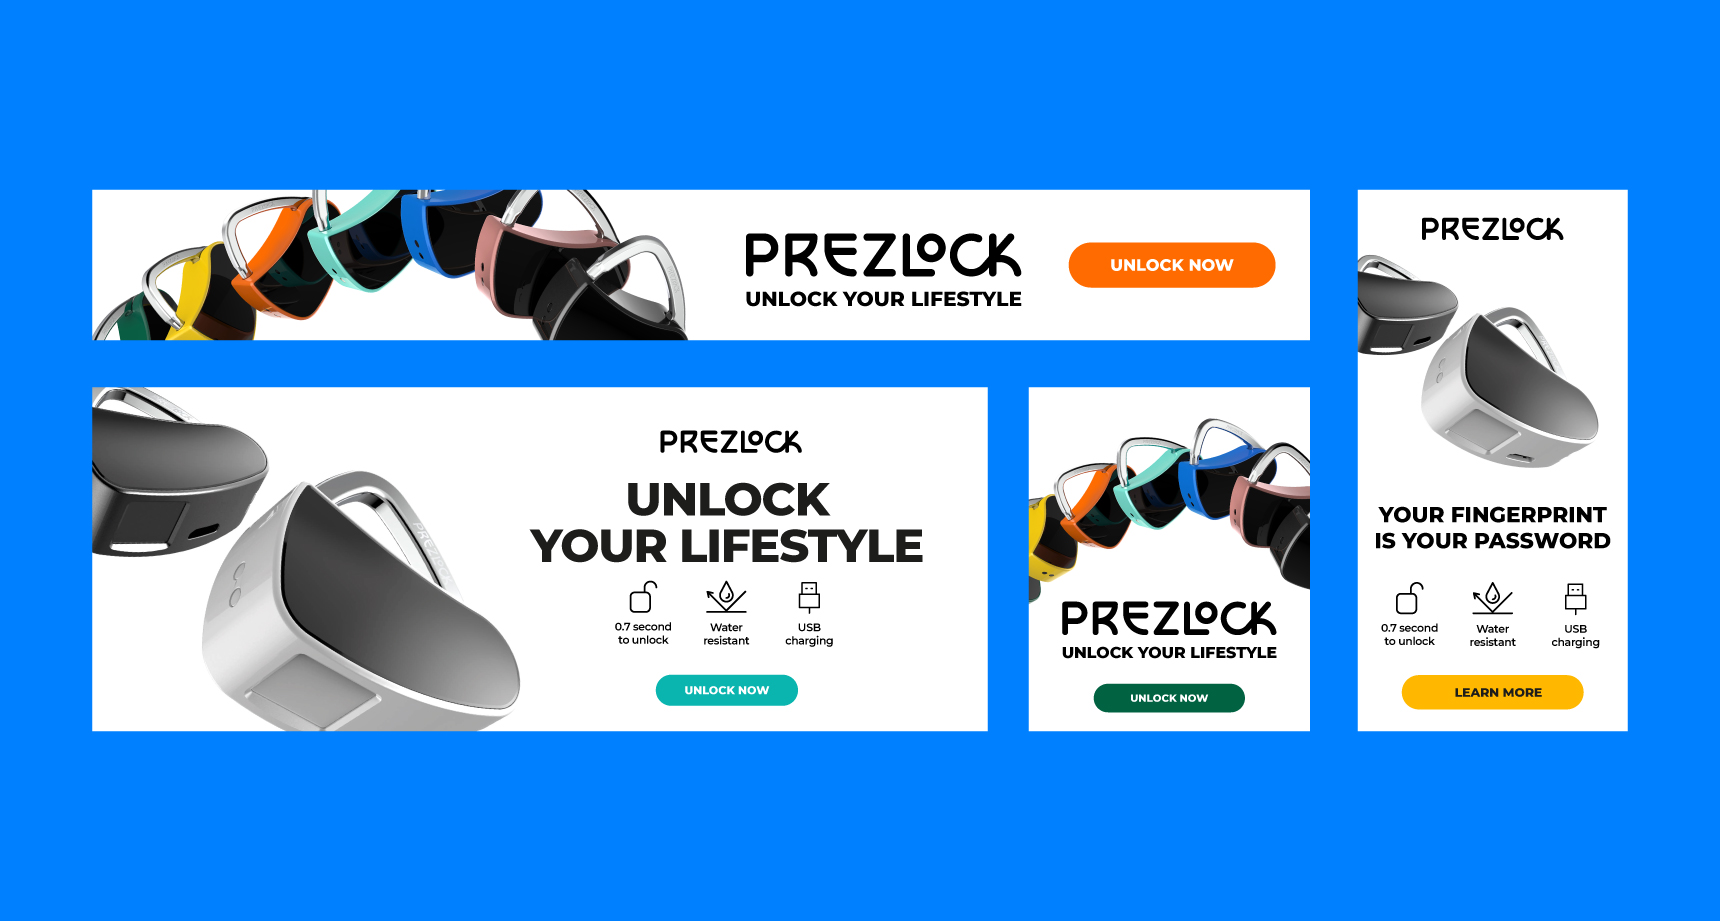 PREZLOCK
UNLOCK YOUR LIFESTYLE
UNLOCK NOW
PREZLOCK
UNLOCK
YOUR LIFESTYLE
0.7 second
to unlock
Water
resistant
USB
charging
UNLOCK NOW
PREZLOCK
PREZLOCK
UNLOCK YOUR LIFESTYLE
UNLOCK NOW
PREZLOCK
YOUR FINGERPRINT
IS YOUR PASSWORD
0.7 second
to unlock
Water
resistant
USB
charging
LEARN MORE